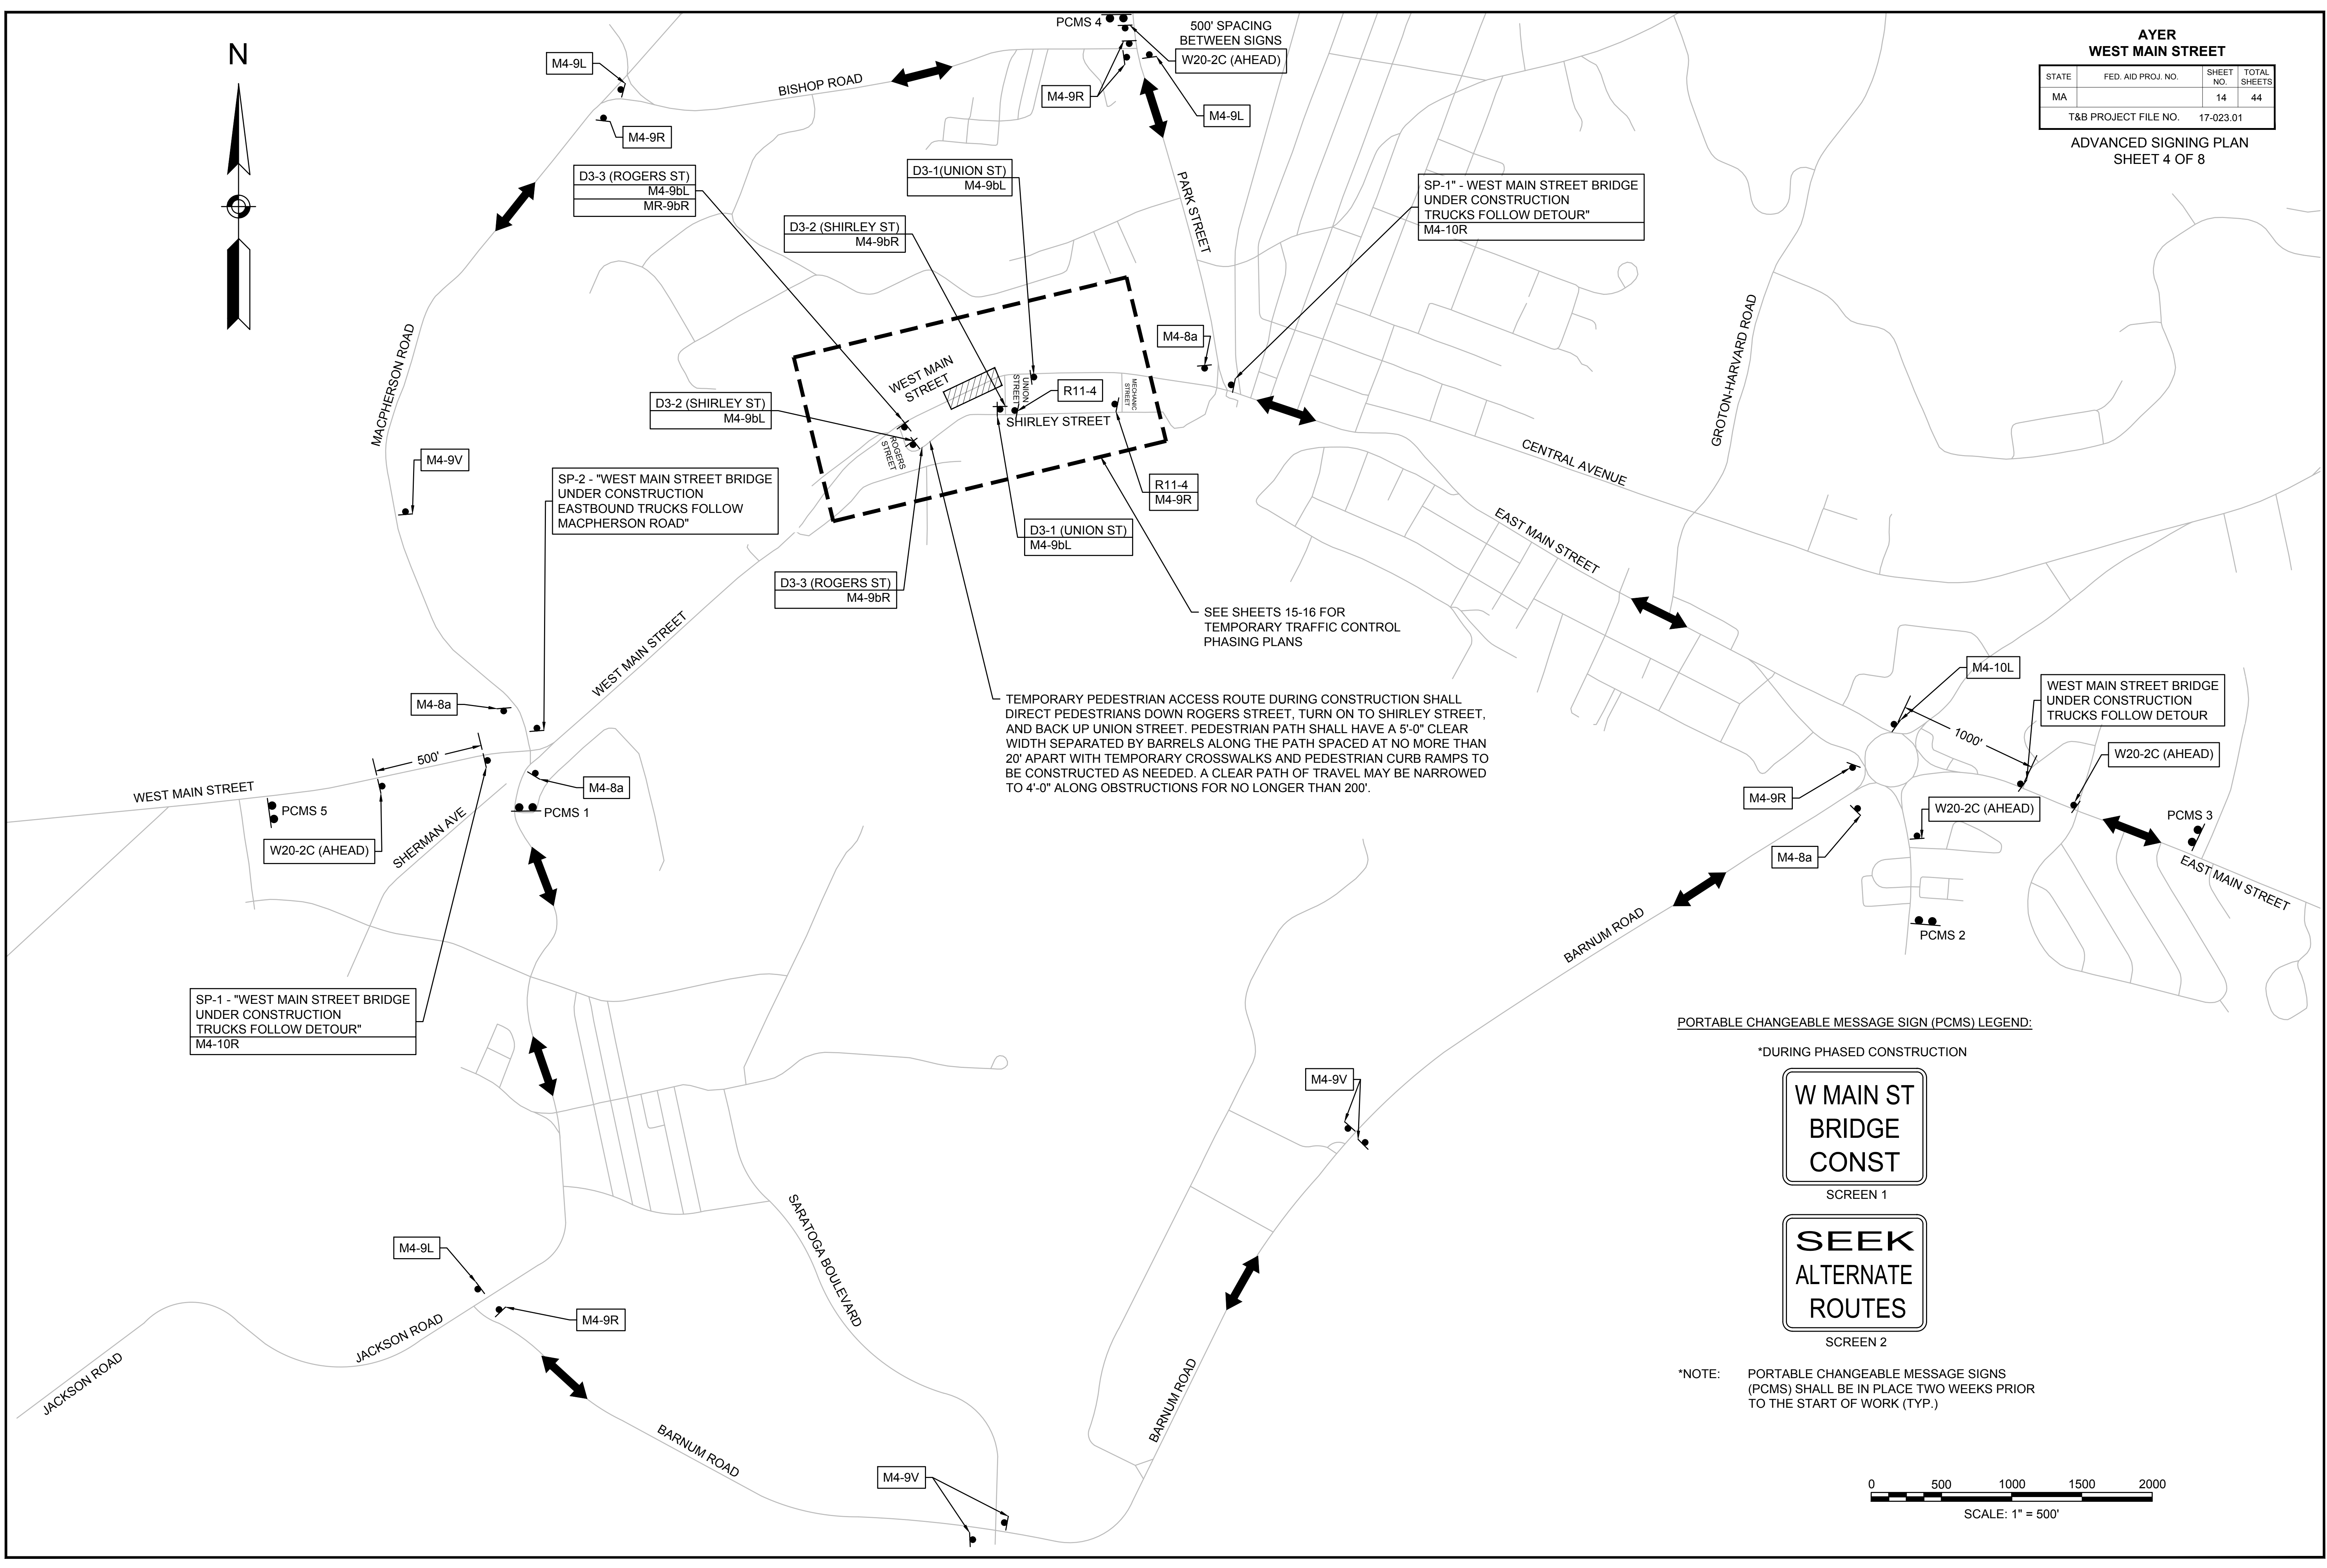 AYER
WEST MAIN STREET
STATE
FED. AID PROJ. NO.
SHEET NO.
TOTAL SHEETS
MA
14
44
T&B PROJECT FILE NO.
17-023.01
ADVANCED SIGNING PLAN
SHEET 4 OF 8
N
M4-9L
M4-9R
BISHOP ROAD
PCMS 4
500' SPACING
BETWEEN SIGNS
W20-2C (AHEAD)
M4-9R
M4-9L
D3-3 (ROGERS ST)
M4-9bL
MR-9bR
D3-1(UNION ST)
M4-9bL
D3-2 (SHIRLEY ST)
M4-9bR
PARK STREET
SP-1" - WEST MAIN STREET BRIDGE
UNDER CONSTRUCTION
TRUCKS FOLLOW DETOUR"
M4-10R
MACPHERSON ROAD
M4-8a
WEST MAIN
STREET
UNION
STREET
R11-4
MECHANIC
STREET
SHIRLEY STREET
D3-2 (SHIRLEY ST)
M4-9bL
ROGERS
STREET
GROTON-HARVARD ROAD
CENTRAL AVENUE
M4-9V
SP-2 - "WEST MAIN STREET BRIDGE
UNDER CONSTRUCTION
EASTBOUND TRUCKS FOLLOW
MACPHERSON ROAD"
R11-4
M4-9R
D3-1 (UNION ST)
M4-9bL
EAST MAIN STREET
D3-3 (ROGERS ST)
M4-9bR
SEE SHEETS 15-16 FOR
TEMPORARY TRAFFIC CONTROL
PHASING PLANS
WEST MAIN STREET
M4-10L
WEST MAIN STREET BRIDGE
UNDER CONSTRUCTION
TRUCKS FOLLOW DETOUR
M4-8a
TEMPORARY PEDESTRIAN ACCESS ROUTE DURING CONSTRUCTION SHALL
DIRECT PEDESTRIANS DOWN ROGERS STREET, TURN ON TO SHIRLEY STREET,
AND BACK UP UNION STREET. PEDESTRIAN PATH SHALL HAVE A 5'-0" CLEAR
WIDTH SEPARATED BY BARRELS ALONG THE PATH SPACED AT NO MORE THAN
20' APART WITH TEMPORARY CROSSWALKS AND PEDESTRIAN CURB RAMPS TO
BE CONSTRUCTED AS NEEDED. A CLEAR PATH OF TRAVEL MAY BE NARROWED
TO 4'-0" ALONG OBSTRUCTIONS FOR NO LONGER THAN 200'.
1000'
W20-2C (AHEAD)
500'
WEST MAIN STREET
M4-8a
PCMS 5
PCMS 1
M4-9R
W20-2C (AHEAD)
PCMS 3
SHERMAN AVE
W20-2C (AHEAD)
M4-8a
EAST MAIN STREET
BARNUM ROAD
PCMS 2
SP-1 - "WEST MAIN STREET BRIDGE
UNDER CONSTRUCTION
TRUCKS FOLLOW DETOUR"
M4-10R
PORTABLE CHANGEABLE MESSAGE SIGN (PCMS) LEGEND:
*DURING PHASED CONSTRUCTION
W MAIN ST
BRIDGE
CONST
SCREEN 1
SEEK
ALTERNATE
ROUTES
SCREEN 2
*NOTE:
PORTABLE CHANGEABLE MESSAGE SIGNS
(PCMS) SHALL BE IN PLACE TWO WEEKS PRIOR
TO THE START OF WORK (TYP.)
M4-9V
SARATOGA BOULEVARD
M4-9L
M4-9R
JACKSON ROAD
JACKSON ROAD
BARNUM ROAD
BARNUM ROAD
M4-9V
0 500 1000 1500 2000
SCALE: 1" = 500'